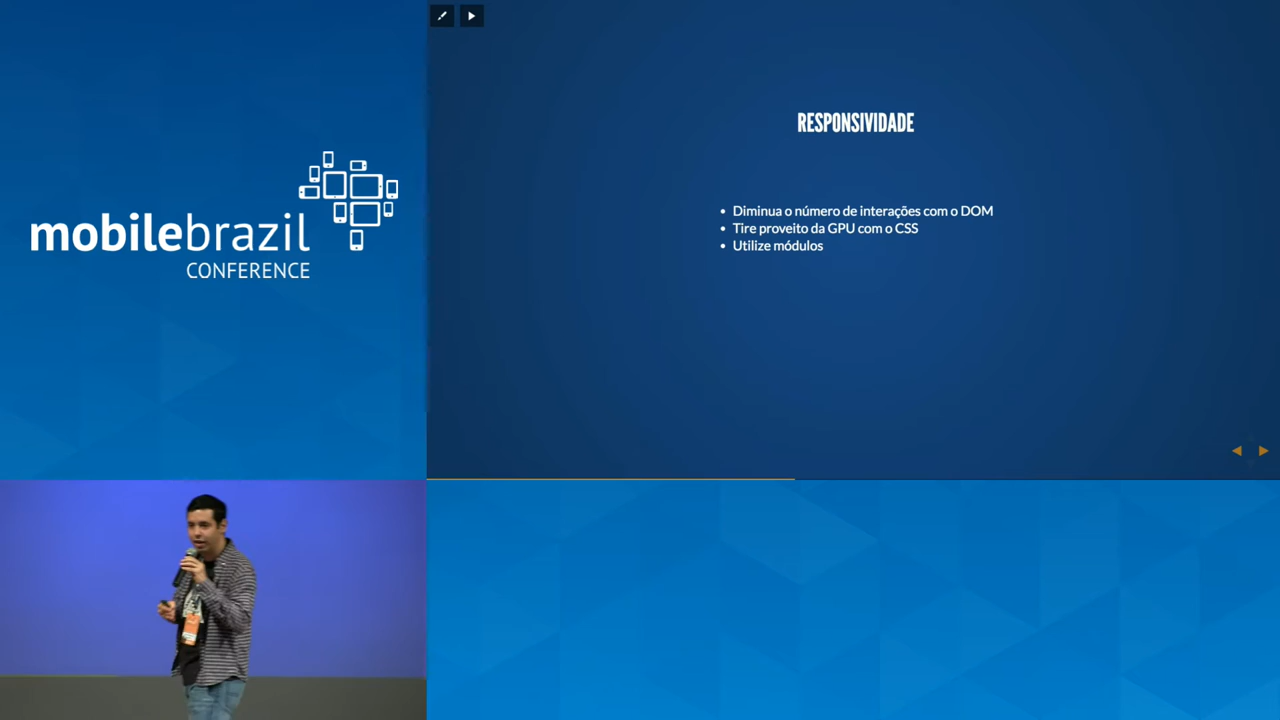 mobilebrazil
CONFERENCE
RESPONSIVIDADE
• Diminua o número de interações com o DOM
• Tire proveito da GPU com o CSS
• Utilize módulos